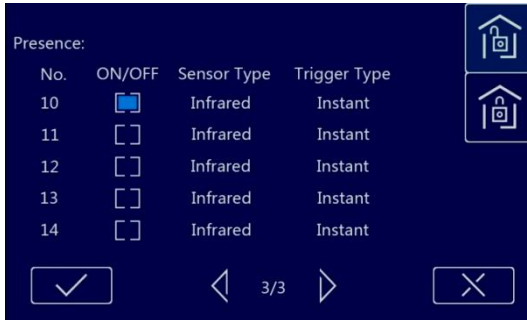 Presence:
No. ON/OFF Sensor Type Trigger Type
10 Infrared Instant
11 Infrared Instant
12 Infrared Instant
13 Infrared Instant
14 Infrared Instant
3/3